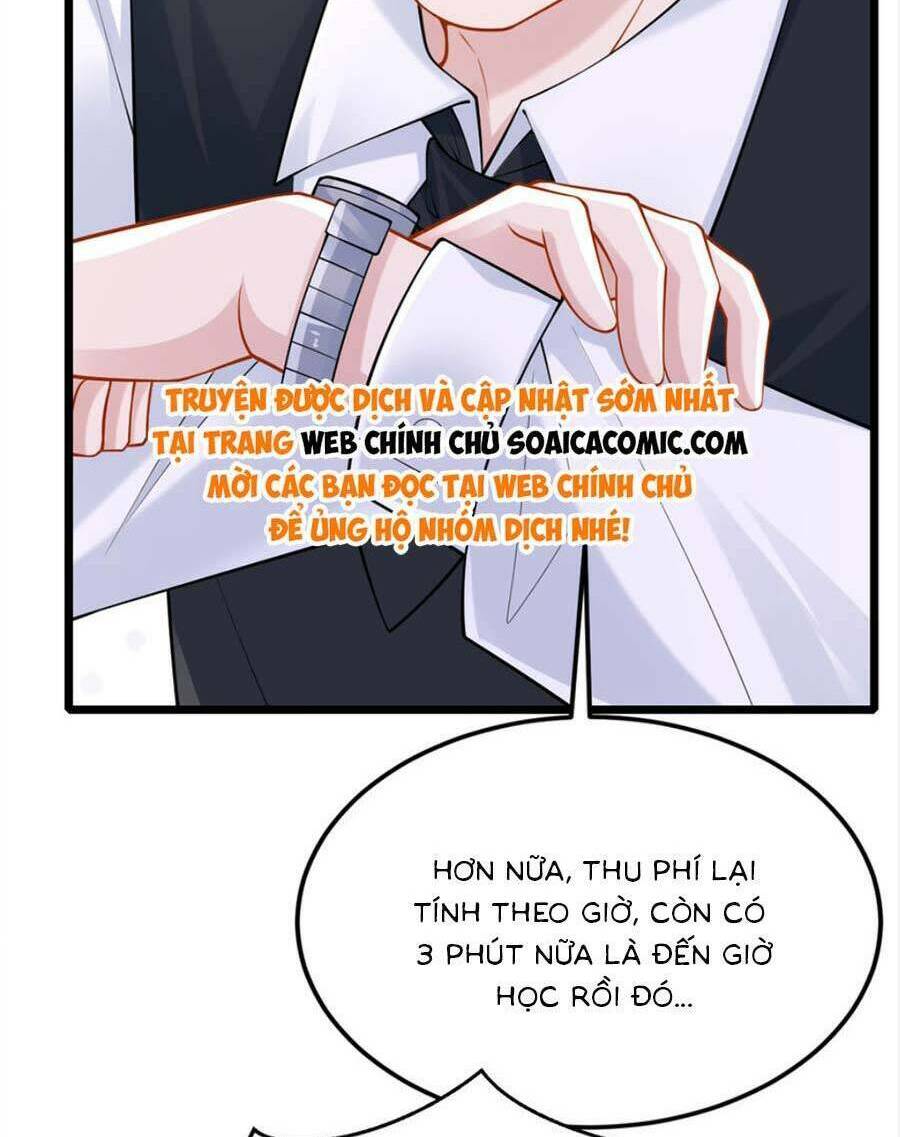 TRUYỆN ĐƯỢC DỊCH VÀ CẬP NHẬT SỚM NHẤT
TẠI TRANG WEB CHÍNH CHỦ SOAICACOMIC.COM
MỜI CÁC BẠN ĐỌC TẠI WEB CHÍNH CHỦ
ĐỂ ỦNG HỘ NHÓM DỊCH NHÉ!
HƠN NỮA, THU PHÍ LẠI
TÍNH THEO GIỜ, CÒN CÓ
3 PHÚT NỮA LÀ ĐẾN GIỜ
HỌC RỒI ĐÓ...